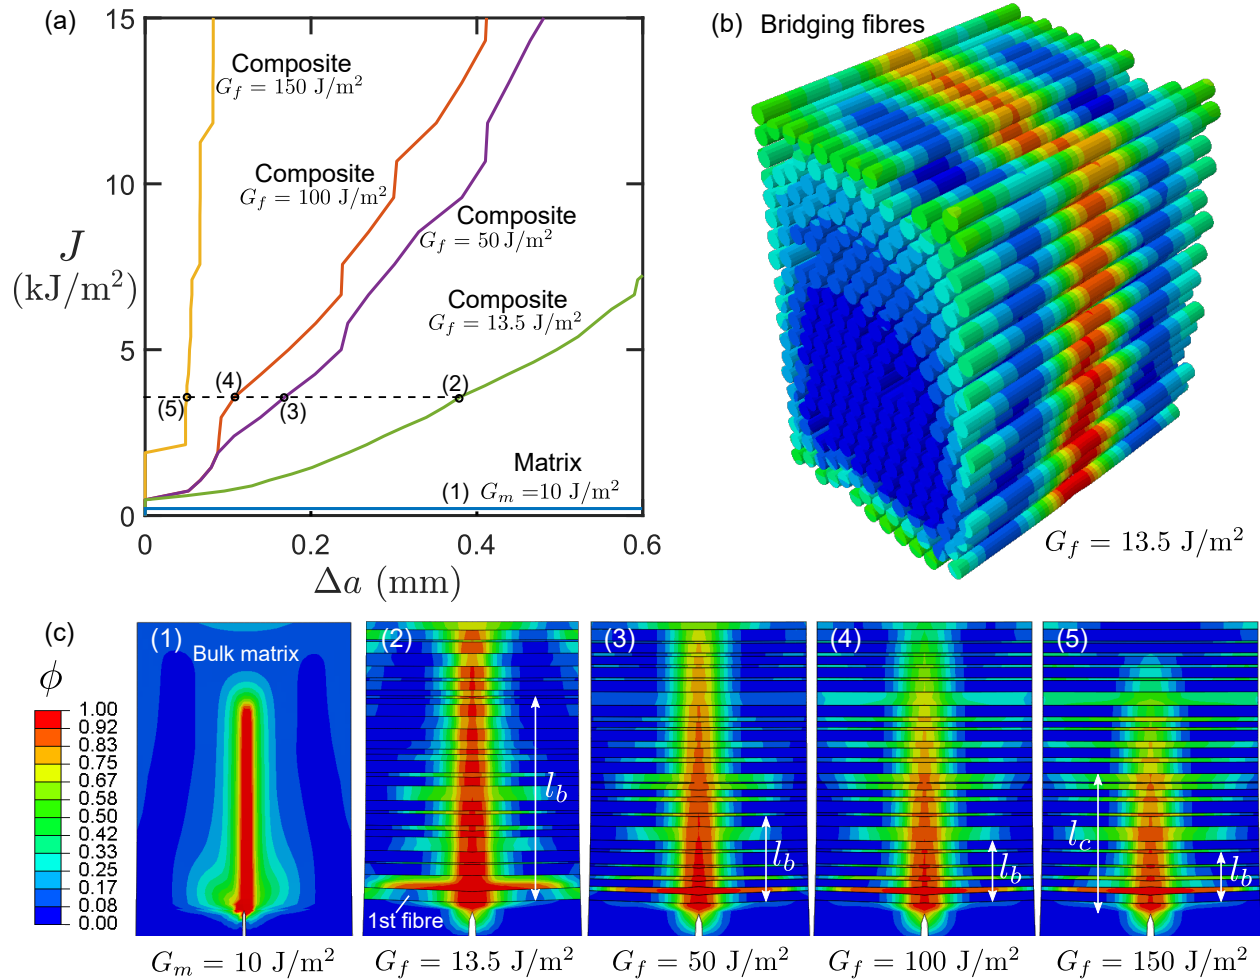 (a)
15
10
5
0
J
(kJ/m²)
Composite
G_f = 150 J/m²
Composite
G_f = 100 J/m²
Composite
G_f = 50 J/m²
Composite
G_f = 13.5 J/m²
(5)
(4)
(3)
(2)
Matrix
(1) G_m =10 J/m²
0 0.2 0.4 0.6
Δa (mm)
(b) Bridging fibres
G_f = 13.5 J/m²
(c)
ϕ
1.00
0.92
0.83
0.75
0.67
0.58
0.50
0.42
0.33
0.25
0.17
0.08
0.00
(1)
Bulk matrix
G_m = 10 J/m²
(2)
l_b
1st fibre
G_f = 13.5 J/m²
(3)
l_b
G_f = 50 J/m²
(4)
l_b
G_f = 100 J/m²
(5)
l_c
l_b
G_f = 150 J/m²